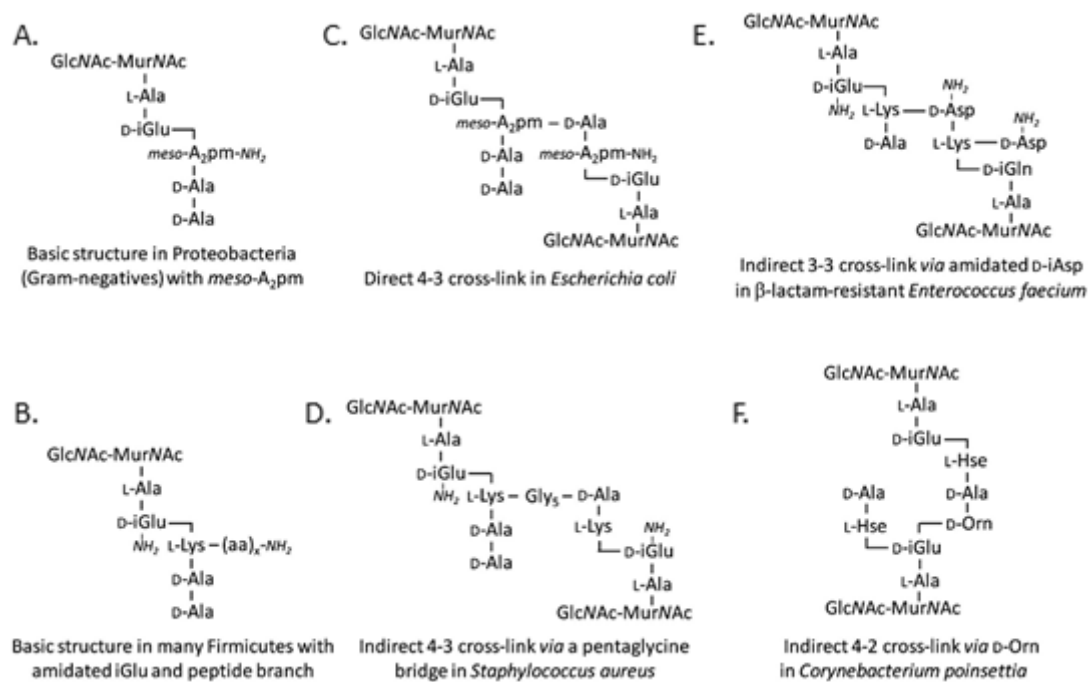 A.
GlcNAc-MurNAc
L-Ala
D-iGlu
meso-A₂pm-NH₂
D-Ala
D-Ala
Basic structure in Proteobacteria
(Gram-negatives) with meso-A₂pm
B.
GlcNAc-MurNAc
L-Ala
D-iGlu
NH₂ L-Lys – (aa)ₓ-NH₂
D-Ala
D-Ala
Basic structure in many Firmicutes with
amidated iGlu and peptide branch
C.
GlcNAc-MurNAc
L-Ala
D-iGlu
meso-A₂pm – D-Ala
D-Ala meso-A₂pm-NH₂
D-Ala D-iGlu
L-Ala
GlcNAc-MurNAc
Direct 4-3 cross-link in Escherichia coli
D.
GlcNAc-MurNAc
L-Ala
D-iGlu
NH₂ L-Lys – Gly₅ – D-Ala
D-Ala L-Lys NH₂
D-Ala D-iGlu
L-Ala
GlcNAc-MurNAc
Indirect 4-3 cross-link via a pentaglycine
bridge in Staphylococcus aureus
E.
GlcNAc-MurNAc
L-Ala
D-iGlu NH₂
NH₂ L-Lys — D-Asp NH₂
D-Ala L-Lys — D-Asp
D-iGln
L-Ala
GlcNAc-MurNAc
Indirect 3-3 cross-link via amidated D-iAsp
in β-lactam-resistant Enterococcus faecium
F.
GlcNAc-MurNAc
L-Ala
D-iGlu
L-Hse
D-Ala D-Ala
L-Hse D-Orn
D-iGlu
L-Ala
GlcNAc-MurNAc
Indirect 4-2 cross-link via D-Orn
in Corynebacterium poinsettia